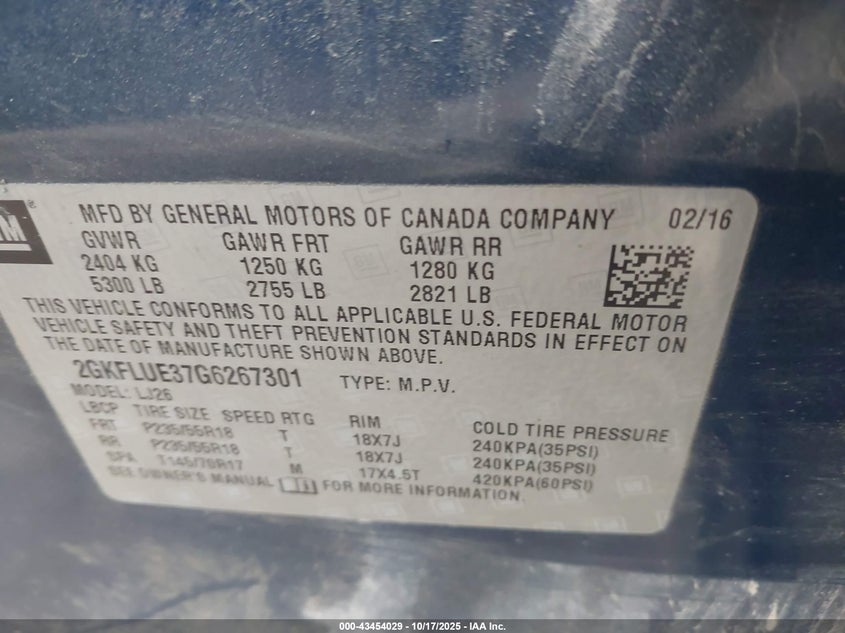 GM®
MFD BY GENERAL MOTORS OF CANADA COMPANY 02/16
GVWR GAWR FRT GAWR RR
2404 KG 1250 KG 1280 KG
5300 LB 2755 LB 2821 LB
THIS VEHICLE CONFORMS TO ALL APPLICABLE U.S. FEDERAL MOTOR
VEHICLE SAFETY AND THEFT PREVENTION STANDARDS IN EFFECT ON
THE DATE OF MANUFACTURE SHOWN ABOVE.
2GKFLUE37G6267301 TYPE: M.P.V.
MODEL: LJ26
LBCP TIRE SIZE SPEED RTG RIM COLD TIRE PRESSURE
FRT P235/55R18 T 18X7J 240KPA(35PSI)
RR P235/55R18 T 18X7J 240KPA(35PSI)
SPA T145/70R17 M 17X4.5T 420KPA(60PSI)
SEE OWNER'S MANUAL FOR MORE INFORMATION.
000-43454029 - 10/17/2025 - IAA Inc.